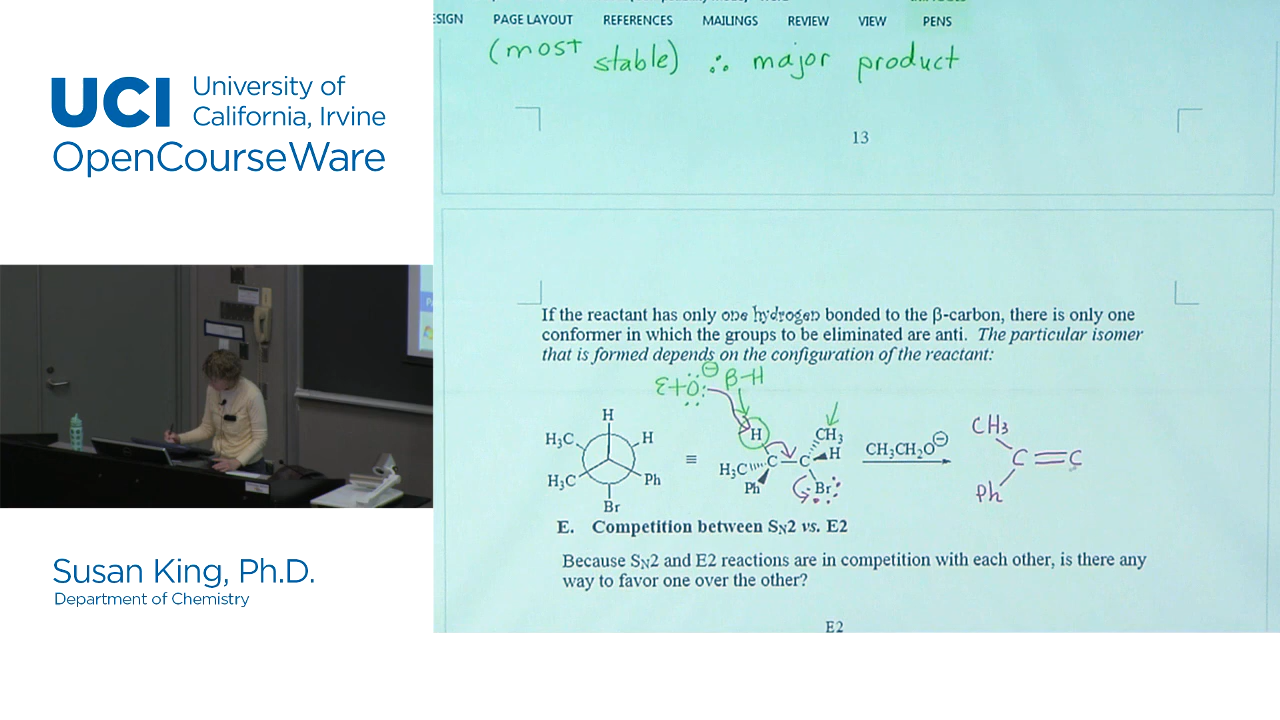 UCI University of
California, Irvine
OpenCourseWare
Susan King, Ph.D.
Department of Chemistry
ESIGN PAGE LAYOUT REFERENCES MAILINGS REVIEW VIEW PENS
(most stable) ∴ major product
13
If the reactant has only one hydrogen bonded to the β-carbon, there is only one
conformer in which the groups to be eliminated are anti. The particular isomer
that is formed depends on the configuration of the reactant:
EtO:⊖ β-H
H
H3C H
H3C Ph
Br
≡
H CH3
H3C C C H
Ph Br
CH3CH2O⊖
CH3
C=C
Ph
E. Competition between SN2 vs. E2
Because SN2 and E2 reactions are in competition with each other, is there any
way to favor one over the other?
E2